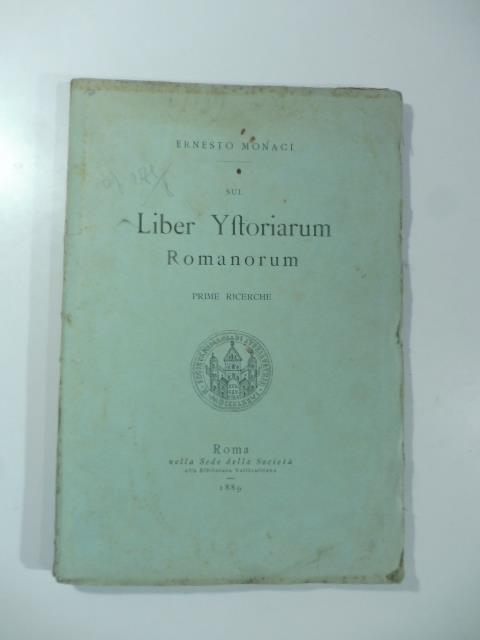 ERNESTO MONACI
SUL
Liber Yſtoriarum
Romanorum
PRIME RICERCHE
Roma
nella Sede della Società
alla Biblioteca Vallicelliana
1889